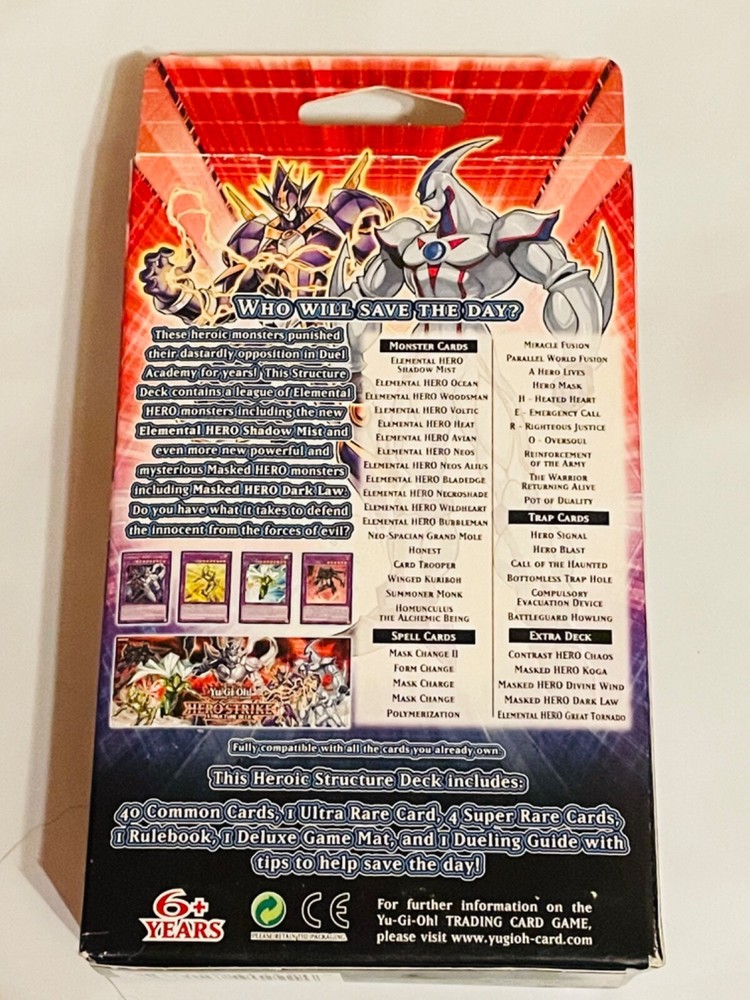 WHO WILL SAVE THE DAY?
These heroic monsters punished
their dastardly opposition in Duel
Academy for years! This Structure
Deck contains a league of Elemental
HERO monsters including the new
Elemental HERO Shadow Mist and
even more new powerful and
mysterious Masked HERO monsters
including Masked HERO Dark Law.
Do you have what it takes to defend
the innocent from the forces of evil?
Yu-Gi-Oh!
HERO STRIKE
STRUCTURE DECK
MONSTER CARDS
ELEMENTAL HERO
SHADOW MIST
ELEMENTAL HERO OCEAN
ELEMENTAL HERO WOODSMAN
ELEMENTAL HERO VOLTIC
ELEMENTAL HERO HEAT
ELEMENTAL HERO AVIAN
ELEMENTAL HERO NEOS
ELEMENTAL HERO NEOS ALIUS
ELEMENTAL HERO BLADEDGE
ELEMENTAL HERO NECROSHADE
ELEMENTAL HERO WILDHEART
ELEMENTAL HERO BUBBLEMAN
NEO-SPACIAN GRAND MOLE
HONEST
CARD TROOPER
WINGED KURIBOH
SUMMONER MONK
HOMUNCULUS
THE ALCHEMIC BEING
SPELL CARDS
MASK CHANGE II
FORM CHANGE
MASK CHARGE
MASK CHANGE
POLYMERIZATION
MIRACLE FUSION
PARALLEL WORLD FUSION
A HERO LIVES
HERO MASK
H - HEATED HEART
E - EMERGENCY CALL
R - RIGHTEOUS JUSTICE
O - OVERSOUL
REINFORCEMENT
OF THE ARMY
THE WARRIOR
RETURNING ALIVE
POT OF DUALITY
TRAP CARDS
HERO SIGNAL
HERO BLAST
CALL OF THE HAUNTED
BOTTOMLESS TRAP HOLE
COMPULSORY
EVACUATION DEVICE
BATTLEGUARD HOWLING
EXTRA DECK
CONTRAST HERO CHAOS
MASKED HERO KOGA
MASKED HERO DIVINE WIND
MASKED HERO DARK LAW
ELEMENTAL HERO GREAT TORNADO
Fully compatible with all the cards you already own.
This Heroic Structure Deck includes:
40 Common Cards, 1 Ultra Rare Card, 4 Super Rare Cards,
1 Rulebook, 1 Deluxe Game Mat, and 1 Dueling Guide with
tips to help save the day!
6+
YEARS
PLEASE RETAIN THE PACKAGING
CE
For further information on the
Yu-Gi-Oh! TRADING CARD GAME,
please visit www.yugioh-card.com